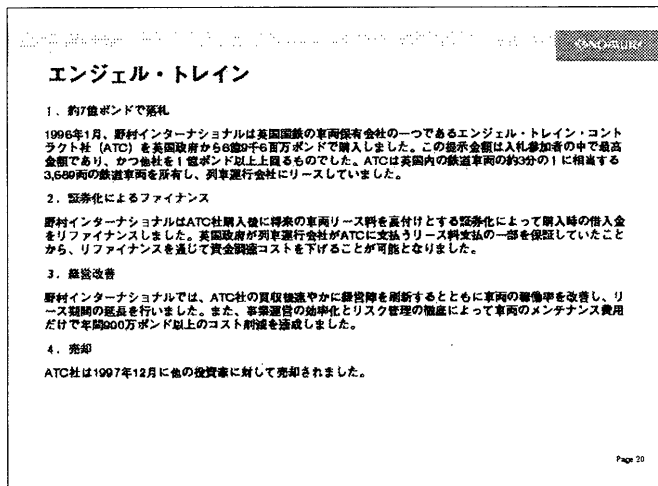 NOMURA
エンジェル・トレイン
1．約7億ポンドで落札
1996年1月、野村インターナショナルは英国国鉄の車両保有会社の一つであるエンジェル・トレイン・コント
ラクト社（ATC）を英国政府から6億9千6百万ポンドで購入しました。この提示金額は入札参加者の中で最高
金額であり、かつ他社を1億ポンド以上上回るものでした。ATCは英国内の鉄道車両の約3分の1に相当する
3,689両の鉄道車両を所有し、列車運行会社にリースしていました。
2．証券化によるファイナンス
野村インターナショナルはATC社購入後に将来の車両リース料を裏付けとする証券化によって購入時の借入金
をリファイナンスしました。英国政府が列車運行会社がATCに支払うリース料支払の一部を保証していたこと
から、リファイナンスを通じて資金調達コストを下げることが可能となりました。
3．経営改善
野村インターナショナルでは、ATC社の買収後速やかに経営陣を刷新するとともに車両の稼働率を改善し、リ
ース期間の延長を行いました。また、事業運営の効率化とリスク管理の徹底によって車両のメンテナンス費用
だけで年間900万ポンド以上のコスト削減を達成しました。
4．売却
ATC社は1997年12月に他の投資家に対して売却されました。
Page 20